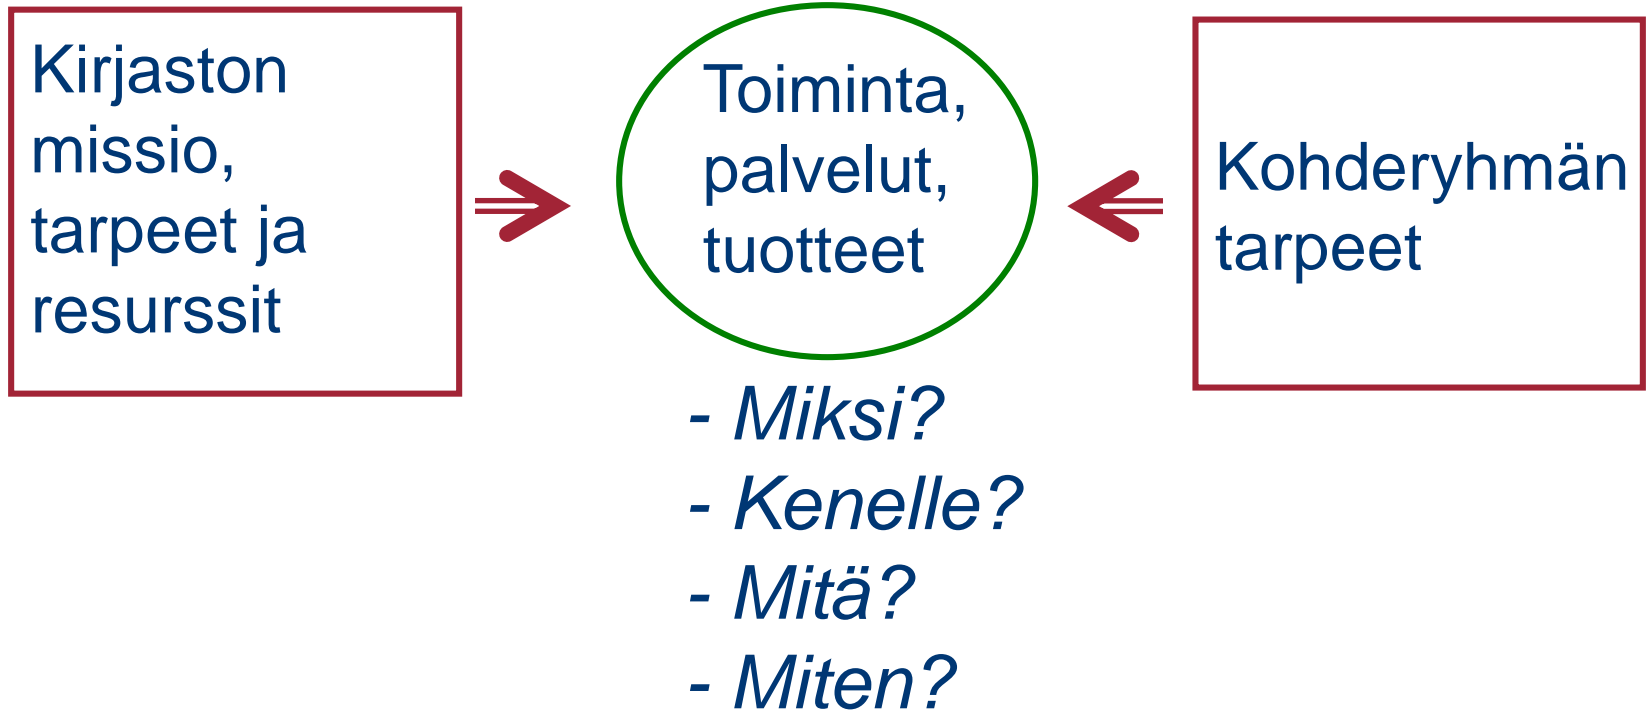 Kirjaston
missio,
tarpeet ja
resurssit
Toiminta,
palvelut,
tuotteet
Kohderyhmän
tarpeet
- Miksi?
- Kenelle?
- Mitä?
- Miten?